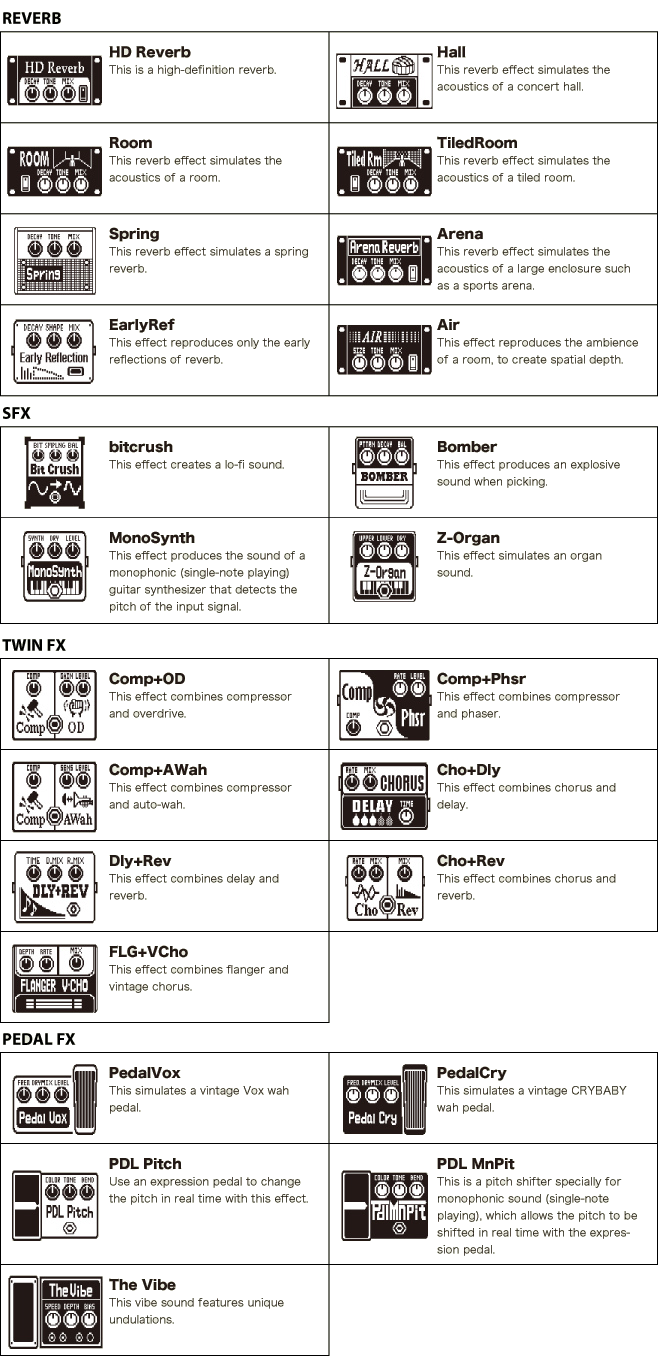 REVERB
HD Reverb
DECAY TONE MIX
HD Reverb
This is a high-definition reverb.
HALL
DECAY TONE MIX
Hall
This reverb effect simulates the
acoustics of a concert hall.
ROOM
DECAY TONE MIX
Room
This reverb effect simulates the
acoustics of a room.
Tiled Rm
DECAY TONE MIX
TiledRoom
This reverb effect simulates the
acoustics of a tiled room.
DECAY TONE MIX
Spring
Spring
This reverb effect simulates a spring
reverb.
Arena Reverb
DECAY TONE MIX
Arena
This reverb effect simulates the
acoustics of a large enclosure such
as a sports arena.
DECAY SHAPE MIX
Early Reflection
EarlyRef
This effect reproduces only the early
reflections of reverb.
AIR
SIZE TONE MIX
Air
This effect reproduces the ambience
of a room, to create spatial depth.
SFX
BIT SMPLNG BAL
Bit Crush
bitcrush
This effect creates a lo-fi sound.
PTTRN DECAY BAL
BOMBER
Bomber
This effect produces an explosive
sound when picking.
SYNTH DRY LEVEL
MonoSynth
MonoSynth
This effect produces the sound of a
monophonic (single-note playing)
guitar synthesizer that detects the
pitch of the input signal.
UPPER LOWER DRY
Z-Organ
Z-Organ
This effect simulates an organ
sound.
TWIN FX
COMP GAIN LEVEL
Comp OD
Comp+OD
This effect combines compressor
and overdrive.
RATE LEVEL
Comp
COMP
Phsr
Comp+Phsr
This effect combines compressor
and phaser.
COMP SENS LEVEL
Comp AWah
Comp+AWah
This effect combines compressor
and auto-wah.
RATE MIX
CHORUS
DELAY TIME
Cho+Dly
This effect combines chorus and
delay.
TIME D.MIX R.MIX
DLY+REV
Dly+Rev
This effect combines delay and
reverb.
RATE MIX MIX
Cho Rev
Cho+Rev
This effect combines chorus and
reverb.
DEPTH RATE MIX
FLANGER V-CHO
FLG+VCho
This effect combines flanger and
vintage chorus.
PEDAL FX
FREQ DRYMIX LEVEL
Pedal Vox
PedalVox
This simulates a vintage Vox wah
pedal.
FREQ DRYMIX LEVEL
Pedal Cry
PedalCry
This simulates a vintage CRYBABY
wah pedal.
COLOR TONE BEND
PDL Pitch
PDL Pitch
Use an expression pedal to change
the pitch in real time with this effect.
COLOR TONE BEND
PdlMnPit
PDL MnPit
This is a pitch shifter specially for
monophonic sound (single-note
playing), which allows the pitch to be
shifted in real time with the expres-
sion pedal.
The Vibe
SPEED DEPTH BIAS
The Vibe
This vibe sound features unique
undulations.